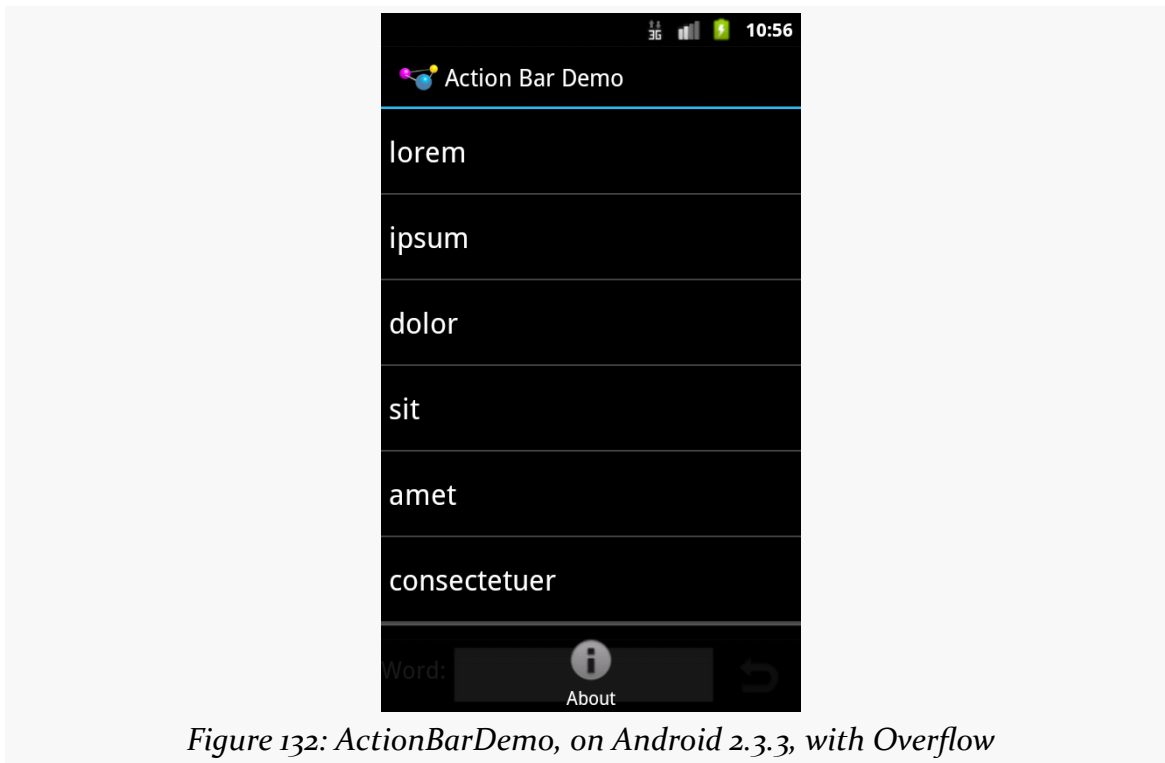 3G 10:56
Action Bar Demo
lorem
ipsum
dolor
sit
amet
consectetuer
Word:
About
Figure 132: ActionBarDemo, on Android 2.3.3, with Overflow